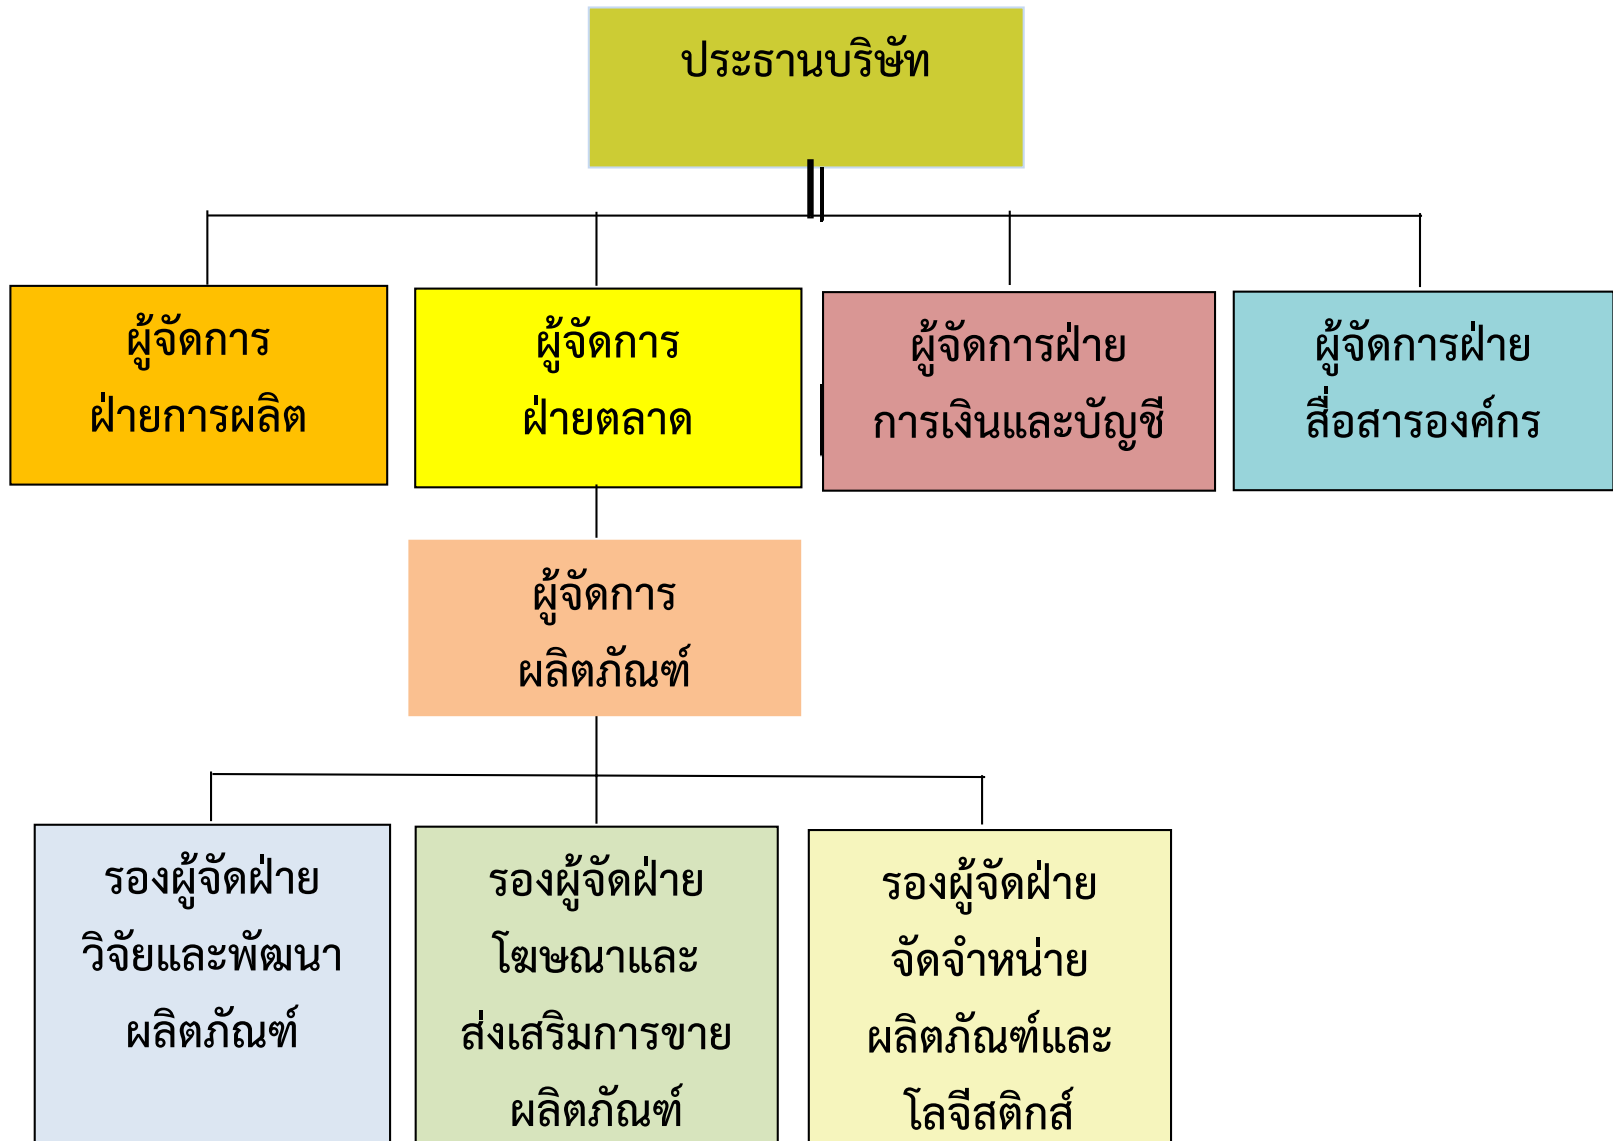 ประธานบริษัท
ผู้จัดการ
ฝ่ายการผลิต
ผู้จัดการ
ฝ่ายตลาด
ผู้จัดการฝ่าย
การเงินและบัญชี
ผู้จัดการฝ่าย
สื่อสารองค์กร
ผู้จัดการ
ผลิตภัณฑ์
รองผู้จัดฝ่าย
วิจัยและพัฒนา
ผลิตภัณฑ์
รองผู้จัดฝ่าย
โฆษณาและ
ส่งเสริมการขาย
ผลิตภัณฑ์
รองผู้จัดฝ่าย
จัดจำหน่าย
ผลิตภัณฑ์และ
โลจีสติกส์